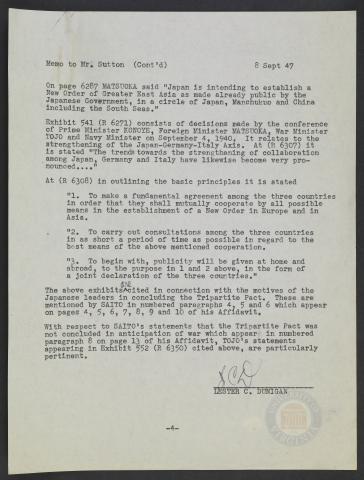 Memo to Mr. Sutton (Cont'd) 8 Sept 47
On page 6287 MATSUOKA said "Japan is intending to establish a
New Order of Greater East Asia as made already public by the
Japanese Government, in a circle of Japan, Manchukuo and China
including the South Seas."
Exhibit 541 (R 6271) consists of decisions made by the conference
of Prime Minister KONOYE, Foreign Minister MATSUOKA, War Minister
TOJO and Navy Minister on September 4, 1940. It relates to the
strengthening of the Japan-Germany-Italy Axis. At (R 6307) it
is stated "The trends towards the strengthening of collaboration
among Japan, Germany and Italy have likewise become very pro-
nounced...."
At (R 6308) in outlining the basic principles it is stated
"1. To make a fundamental agreement among the three countries
in order that they shall mutually cooperate by all possible
means in the establishment of a New Order in Europe and in
Asia.
"2. To carry out consultations among the three countries
in as short a period of time as possible in regard to the
best means of the above mentioned cooperation.
"3. To begin with, publicity will be given at home and
abroad, to the purpose in 1 and 2 above, in the form of
a joint declaration of the three countries."
are
The above exhibits cited in connection with the motives of the
Japanese leaders in concluding the Tripartite Pact. These are
mentioned by SAITO in numbered paragraphs 4, 5 and 6 which appear
on pages 4, 5, 6, 7, 8, 9 and 10 of his Affidavit.
With respect to SAITO's statements that the Tripartite Pact was
not concluded in anticipation of war which appear in numbered
paragraph 8 on page 13 of his Affidavit, TOJO's statements
appearing in Exhibit 552 (R 6350) cited above, are particularly
pertinent.
LCD
LESTER C. DUNIGAN
-4-